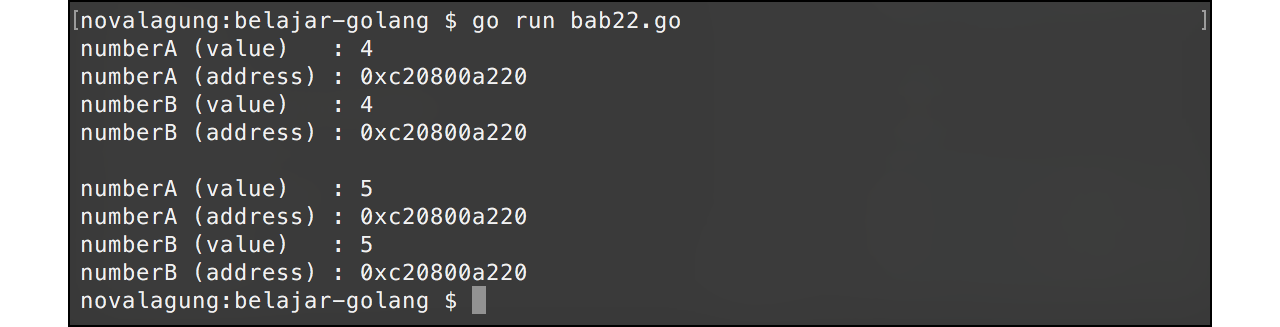 [novalagung:belajar-golang $ go run bab22.go ]
numberA (value)   : 4
numberA (address) : 0xc20800a220
numberB (value)   : 4
numberB (address) : 0xc20800a220

numberA (value)   : 5
numberA (address) : 0xc20800a220
numberB (value)   : 5
numberB (address) : 0xc20800a220
novalagung:belajar-golang $